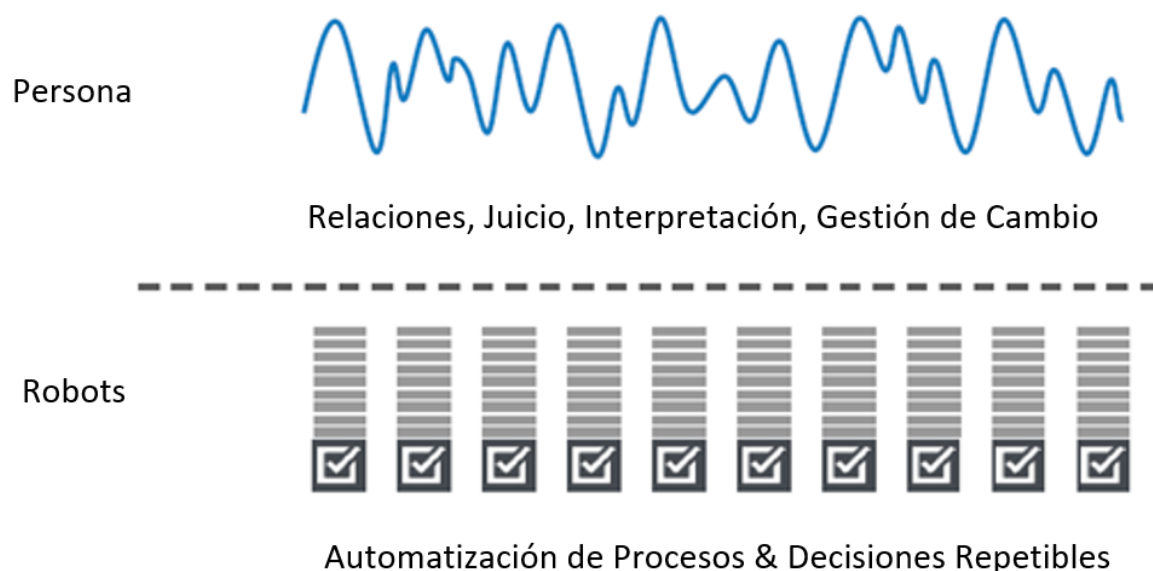 Persona
Relaciones, Juicio, Interpretación, Gestión de Cambio
Robots
Automatización de Procesos & Decisiones Repetibles